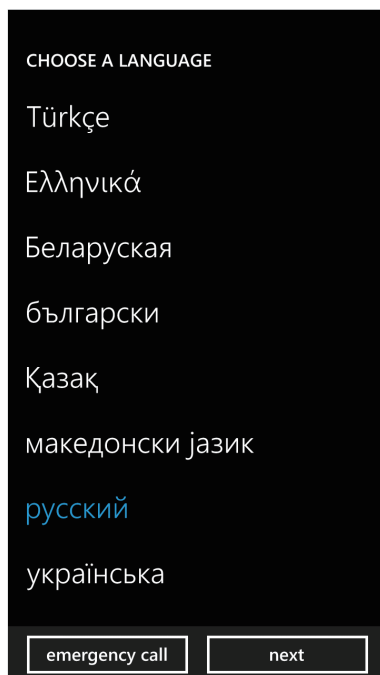 CHOOSE A LANGUAGE
Türkçe
Ελληνικά
Беларуская
български
Қазақ
македонски јазик
русский
українська
emergency call next